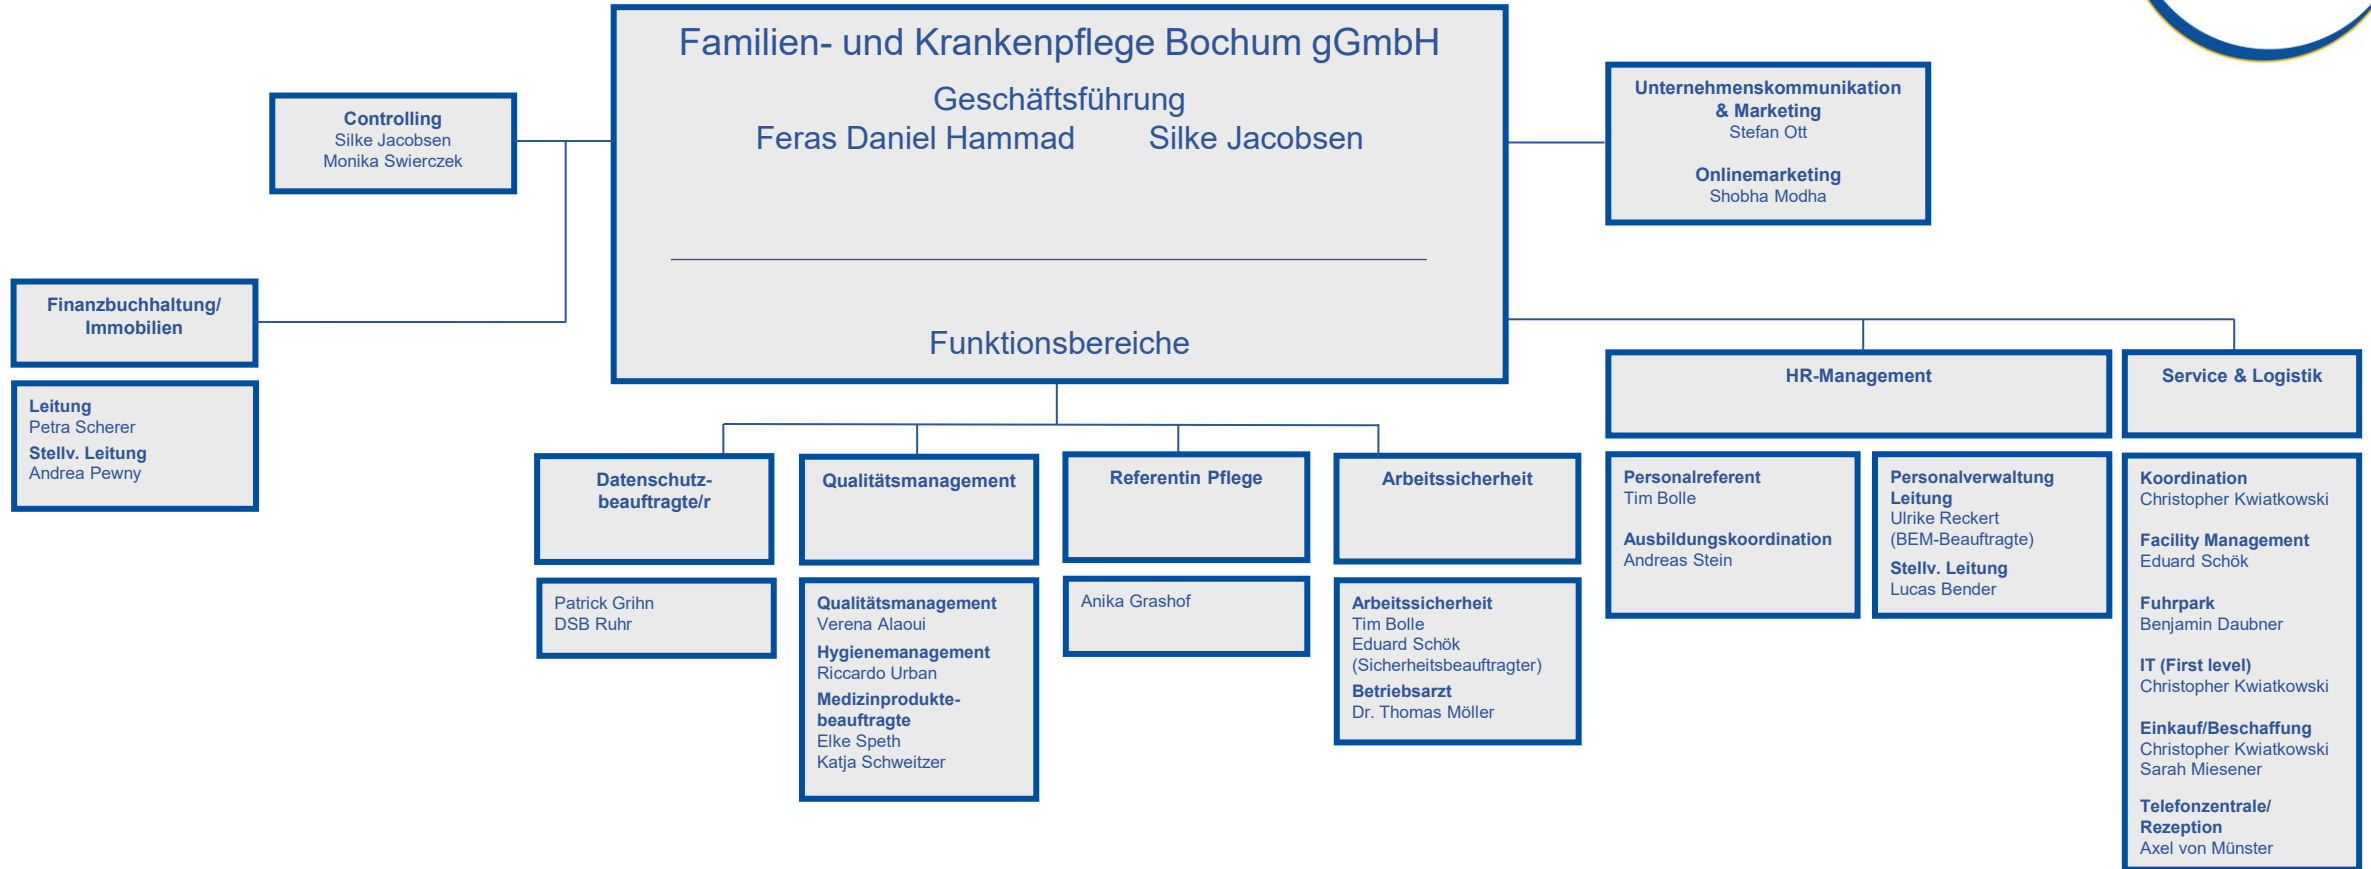 Familien- und Krankenpflege Bochum gGmbH
Geschäftsführung
Feras Daniel Hammad Silke Jacobsen
Funktionsbereiche
Controlling
Silke Jacobsen
Monika Swierczek
Unternehmenskommunikation
& Marketing
Stefan Ott
Onlinemarketing
Shobha Modha
Finanzbuchhaltung/
Immobilien
Leitung
Petra Scherer
Stellv. Leitung
Andrea Pewny
Datenschutz-
beauftragte/r
Patrick Grihn
DSB Ruhr
Qualitätsmanagement
Qualitätsmanagement
Verena Alaoui
Hygienemanagement
Riccardo Urban
Medizinprodukte-
beauftragte
Elke Speth
Katja Schweitzer
Referentin Pflege
Anika Grashof
Arbeitssicherheit
Arbeitssicherheit
Tim Bolle
Eduard Schök
(Sicherheitsbeauftragter)
Betriebsarzt
Dr. Thomas Möller
HR-Management
Personalreferent
Tim Bolle
Ausbildungskoordination
Andreas Stein
Personalverwaltung
Leitung
Ulrike Reckert
(BEM-Beauftragte)
Stellv. Leitung
Lucas Bender
Service & Logistik
Koordination
Christopher Kwiatkowski
Facility Management
Eduard Schök
Fuhrpark
Benjamin Daubner
IT (First level)
Christopher Kwiatkowski
Einkauf/Beschaffung
Christopher Kwiatkowski
Sarah Miesener
Telefonzentrale/
Rezeption
Axel von Münster